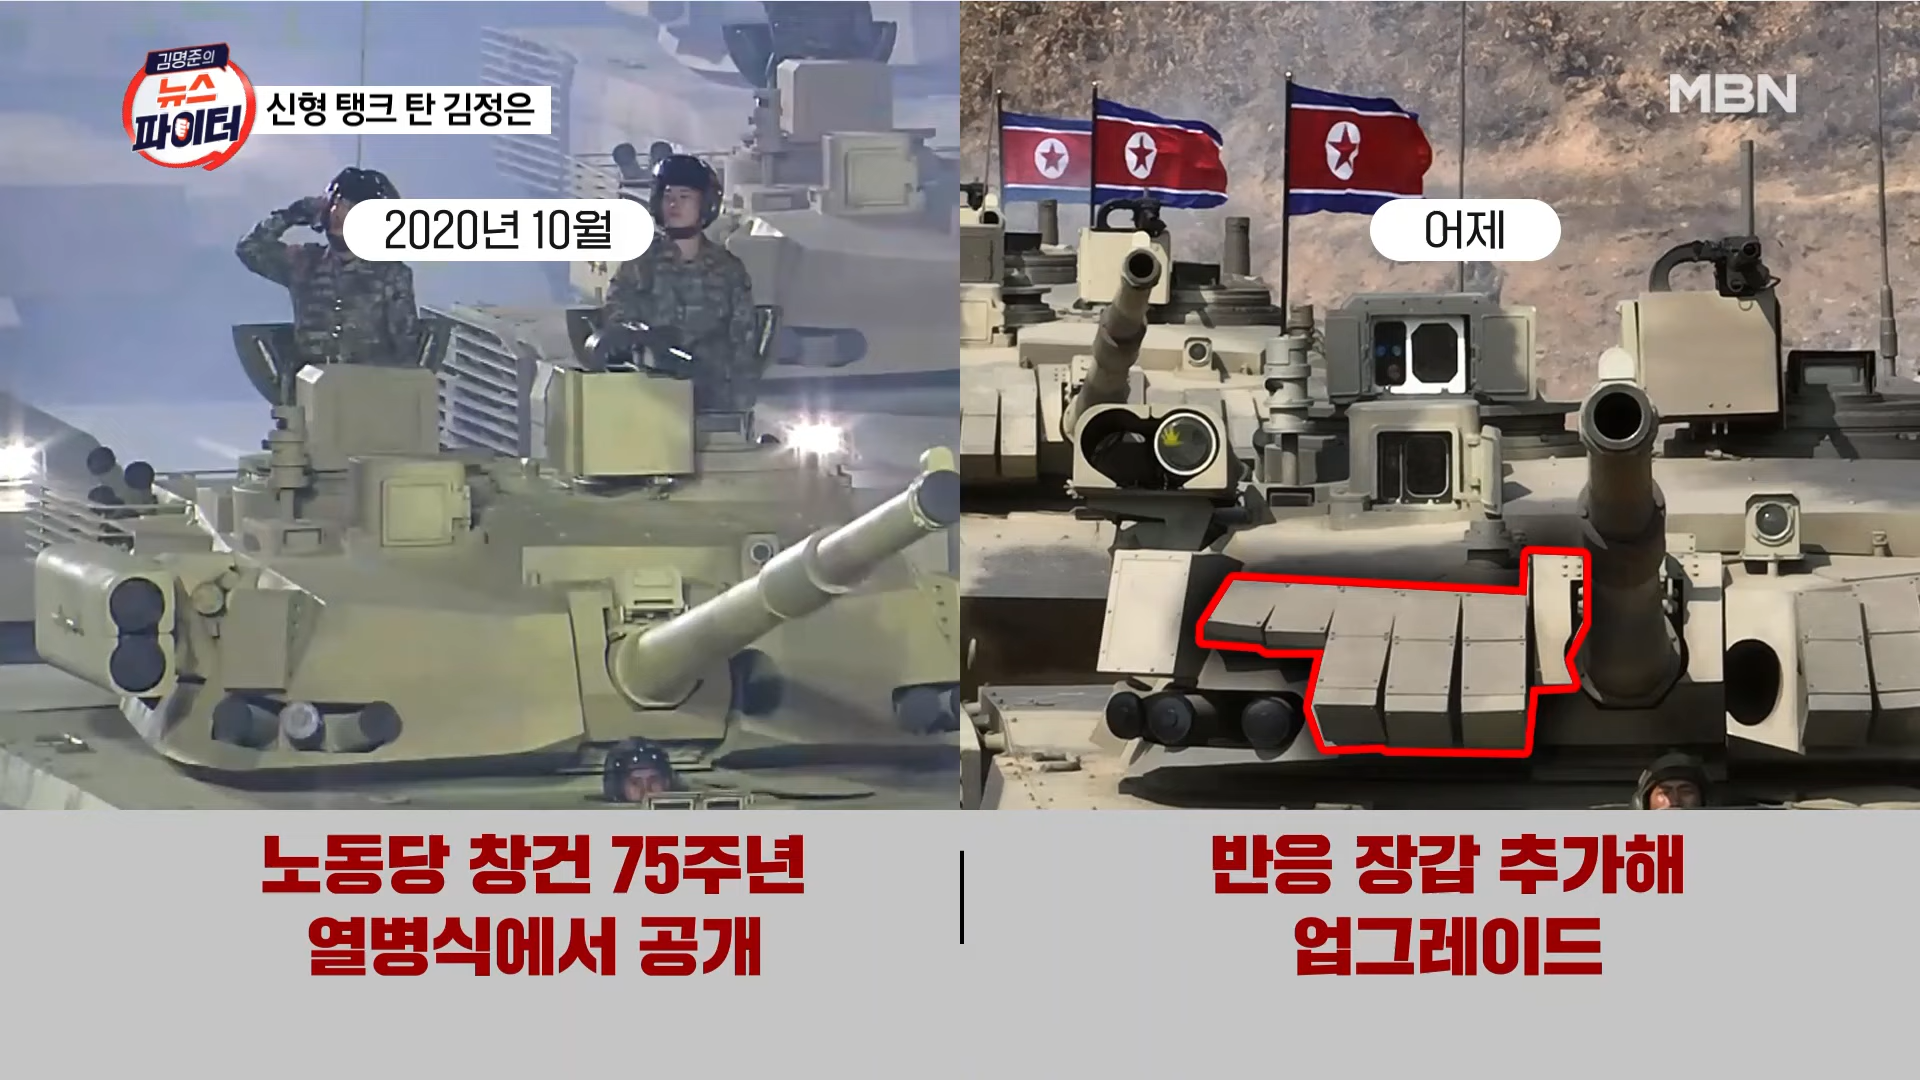 김명준의
뉴스
파이터
신형 탱크 탄 김정은
MBN
2020년 10월
어제
노동당 창건 75주년
열병식에서 공개
반응 장갑 추가해
업그레이드